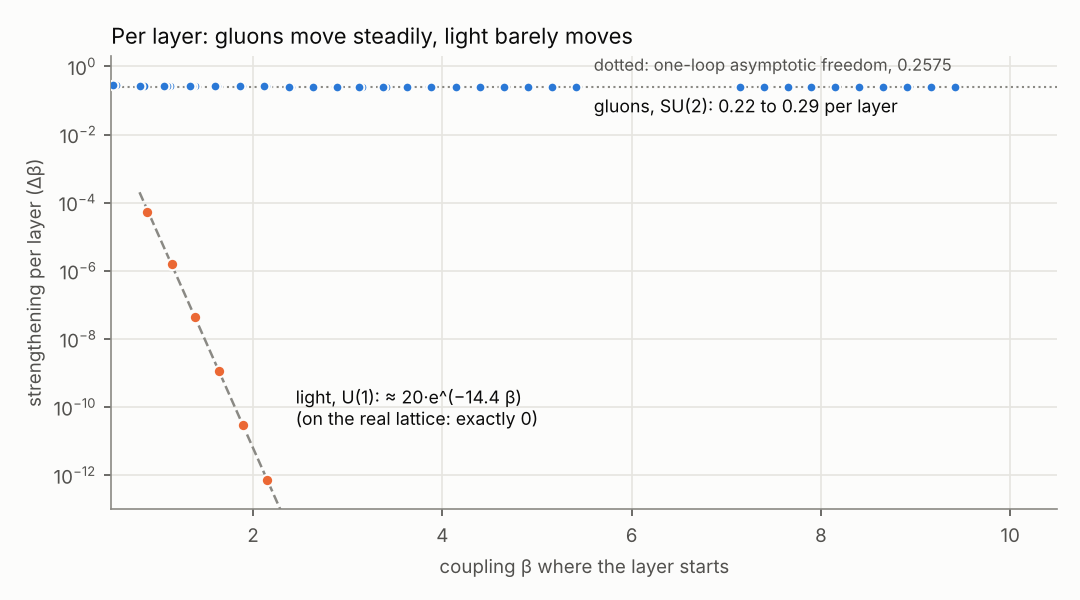 Per layer: gluons move steadily, light barely moves
dotted: one-loop asymptotic freedom, 0.2575
gluons, SU(2): 0.22 to 0.29 per layer
light, U(1): ≈ 20·e^(−14.4 β)
(on the real lattice: exactly 0)
strengthening per layer (Δβ)
10⁰
10⁻²
10⁻⁴
10⁻⁶
10⁻⁸
10⁻¹⁰
10⁻¹²
2 4 6 8 10
coupling β where the layer starts